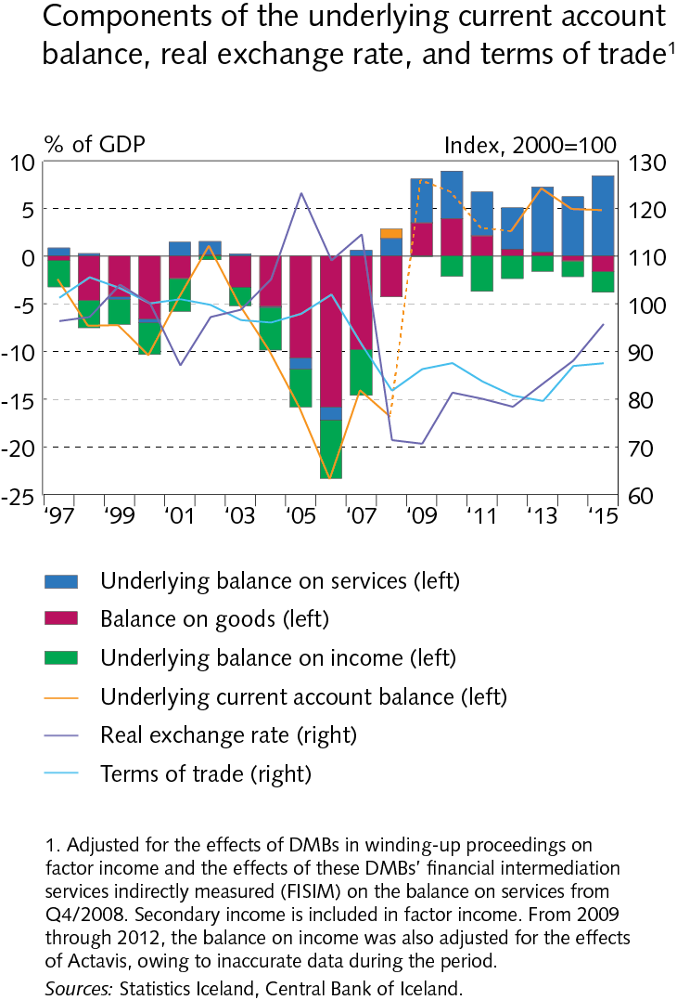 Components of the underlying current account
balance, real exchange rate, and terms of trade¹
% of GDP
Index, 2000=100
10
5
0
-5
-10
-15
-20
-25
130
120
110
100
90
80
70
60
‘97
‘99
‘01
‘03
‘05
‘07
‘09
‘11
‘13
‘15
Underlying balance on services (left)
Balance on goods (left)
Underlying balance on income (left)
Underlying current account balance (left)
Real exchange rate (right)
Terms of trade (right)
1. Adjusted for the effects of DMBs in winding-up proceedings on
factor income and the effects of these DMBs’ financial intermediation
services indirectly measured (FISIM) on the balance on services from
Q4/2008. Secondary income is included in factor income. From 2009
through 2012, the balance on income was also adjusted for the effects
of Actavis, owing to inaccurate data during the period.
Sources: Statistics Iceland, Central Bank of Iceland.